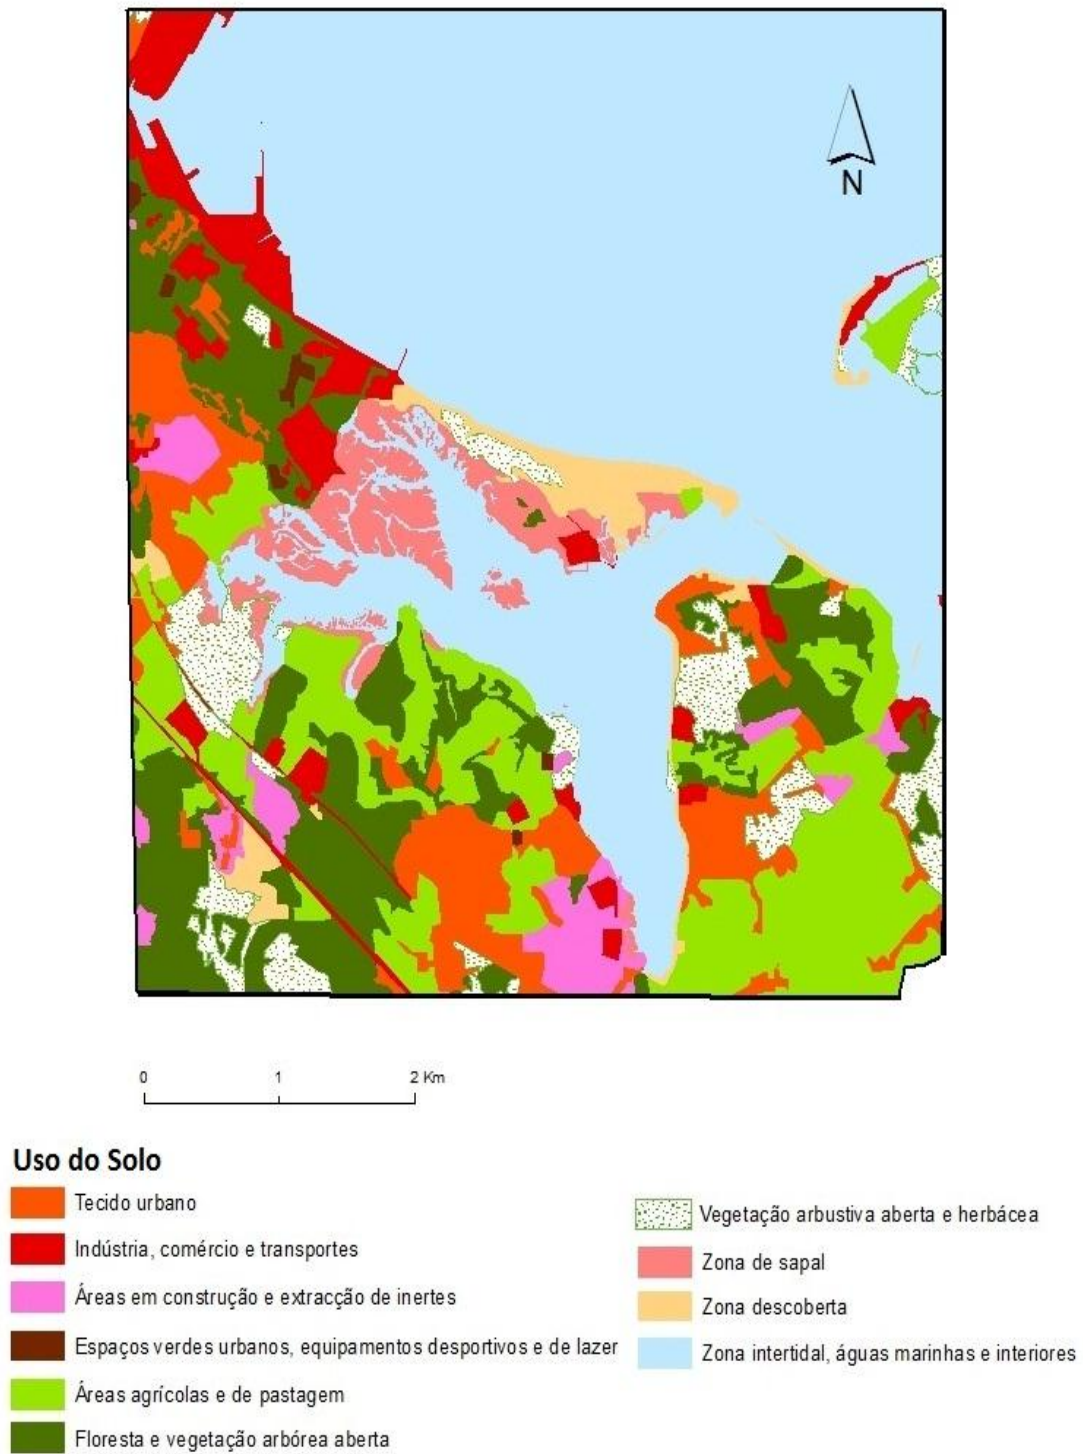 N
0 1 2 Km
Uso do Solo
Tecido urbano
Indústria, comércio e transportes
Áreas em construção e extracção de inertes
Espaços verdes urbanos, equipamentos desportivos e de lazer
Áreas agrícolas e de pastagem
Floresta e vegetação arbórea aberta
Vegetação arbustiva aberta e herbácea
Zona de sapal
Zona descoberta
Zona intertidal, águas marinhas e interiores